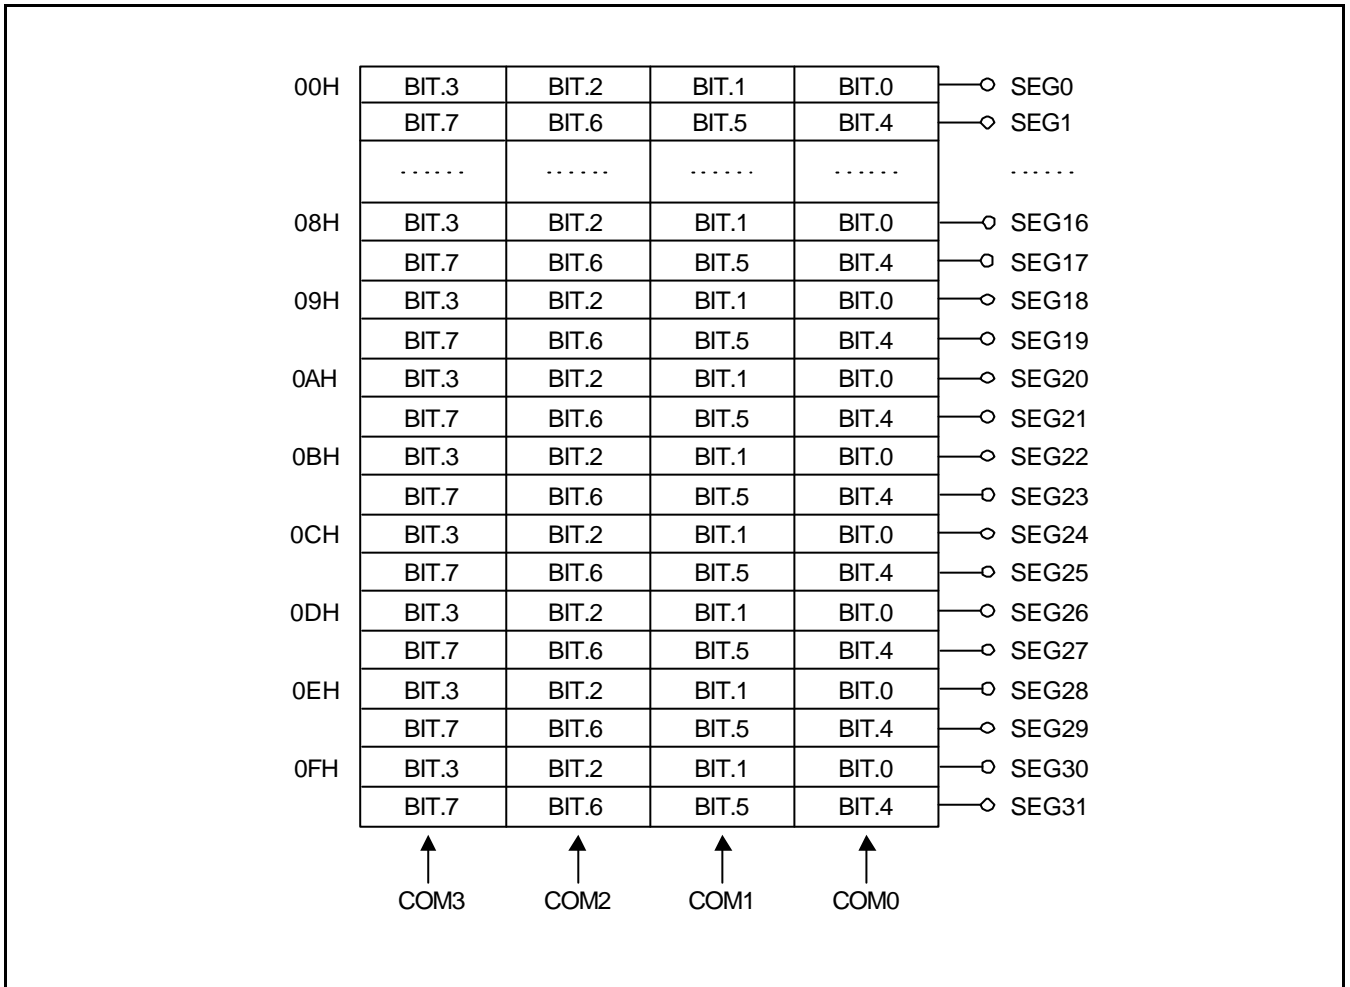 00H BIT.3 BIT.2 BIT.1 BIT.0 SEG0
BIT.7 BIT.6 BIT.5 BIT.4 SEG1
...... ...... ...... ...... ......
08H BIT.3 BIT.2 BIT.1 BIT.0 SEG16
BIT.7 BIT.6 BIT.5 BIT.4 SEG17
09H BIT.3 BIT.2 BIT.1 BIT.0 SEG18
BIT.7 BIT.6 BIT.5 BIT.4 SEG19
0AH BIT.3 BIT.2 BIT.1 BIT.0 SEG20
BIT.7 BIT.6 BIT.5 BIT.4 SEG21
0BH BIT.3 BIT.2 BIT.1 BIT.0 SEG22
BIT.7 BIT.6 BIT.5 BIT.4 SEG23
0CH BIT.3 BIT.2 BIT.1 BIT.0 SEG24
BIT.7 BIT.6 BIT.5 BIT.4 SEG25
0DH BIT.3 BIT.2 BIT.1 BIT.0 SEG26
BIT.7 BIT.6 BIT.5 BIT.4 SEG27
0EH BIT.3 BIT.2 BIT.1 BIT.0 SEG28
BIT.7 BIT.6 BIT.5 BIT.4 SEG29
0FH BIT.3 BIT.2 BIT.1 BIT.0 SEG30
BIT.7 BIT.6 BIT.5 BIT.4 SEG31
COM3 COM2 COM1 COM0